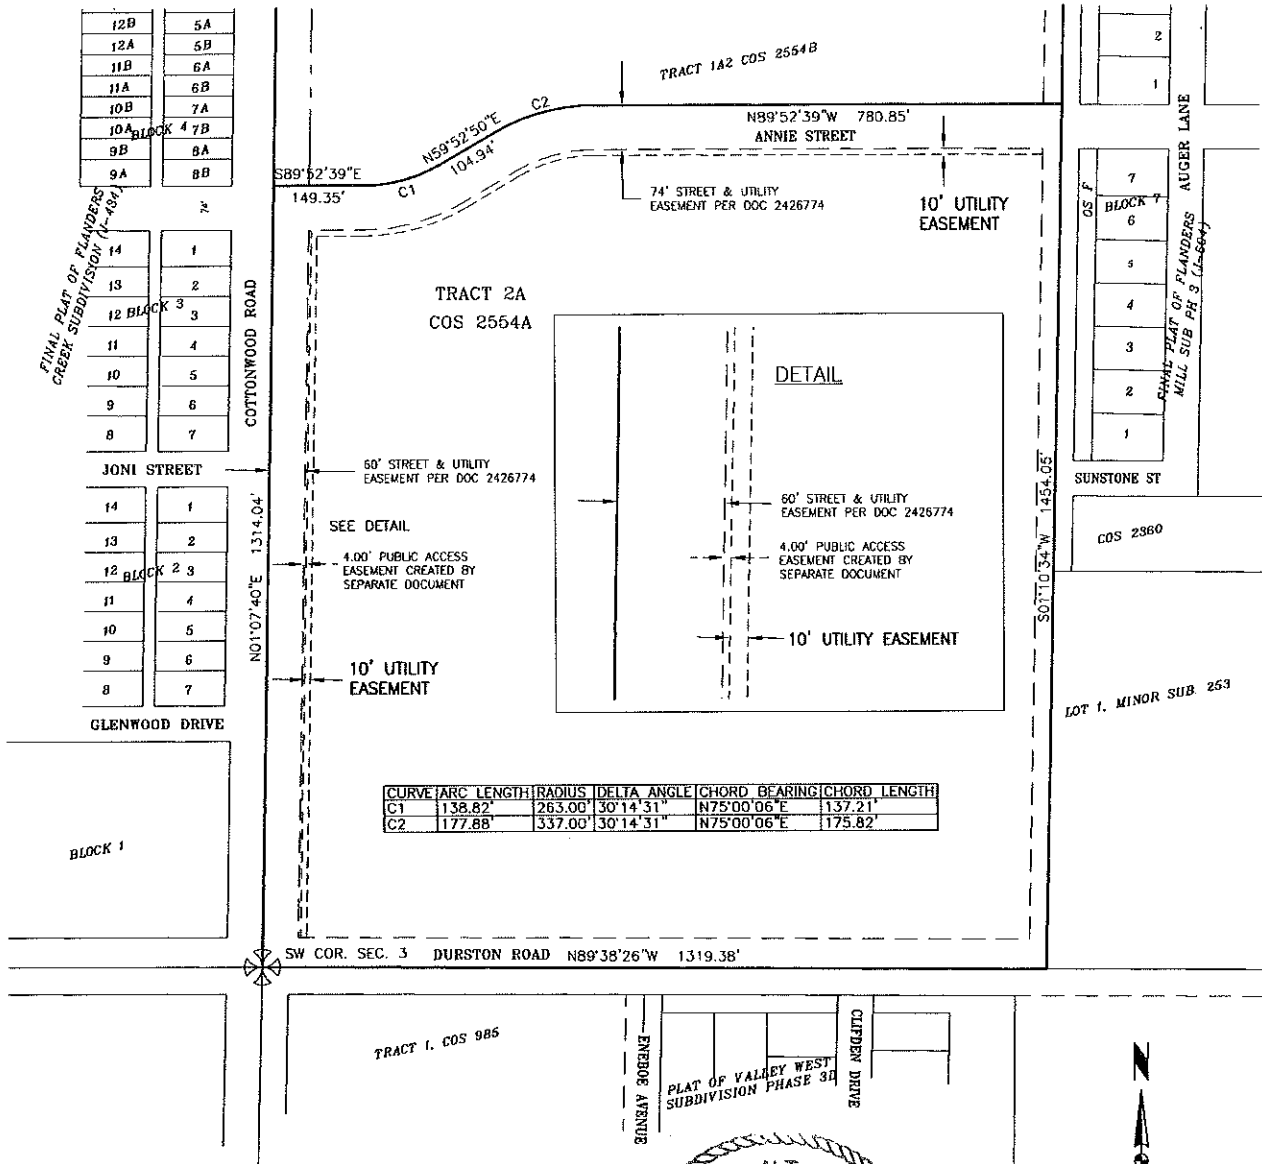 12B 5A
12A 5B
11B 6A
11A 6B
10B 7A
10A BLOCK 4 7B
9B 8A
9A 8B
FINAL PLAT OF FLANDERS
CREEK SUBDIVISION (J-484)
74'
14 1
13 2
12 BLOCK 3 3
11 4
10 5
9 6
8 7
JONI STREET
14 1
13 2
12 BLOCK 2 3
11 4
10 5
9 6
8 7
GLENWOOD DRIVE
BLOCK 1
COTTONWOOD ROAD
N01°07'40"E 1314.04'
S89°52'39"E
149.35'
C1
N59°52'50"E
104.94'
C2
TRACT 1A2 COS 2554B
N89°52'39"W 780.85'
ANNIE STREET
74' STREET & UTILITY
EASEMENT PER DOC 2426774
10' UTILITY
EASEMENT
TRACT 2A
COS 2554A
60' STREET & UTILITY
EASEMENT PER DOC 2426774
SEE DETAIL
4.00' PUBLIC ACCESS
EASEMENT CREATED BY
SEPARATE DOCUMENT
10' UTILITY
EASEMENT
DETAIL
60' STREET & UTILITY
EASEMENT PER DOC 2426774
4.00' PUBLIC ACCESS
EASEMENT CREATED BY
SEPARATE DOCUMENT
10' UTILITY EASEMENT
CURVE ARC LENGTH RADIUS DELTA ANGLE CHORD BEARING CHORD LENGTH
C1 138.82' 263.00' 30°14'31" N75°00'06"E 137.21'
C2 177.88' 337.00' 30°14'31" N75°00'06"E 175.82'
S01°10'34"W 1454.05'
2
1
AUGER LANE
OS F
7
BLOCK 7
6
5
4
3
2
1
FINAL PLAT OF FLANDERS
MILL SUB PH 3 (J-604)
SUNSTONE ST
COS 2360
LOT 1, MINOR SUB 253
SW COR. SEC. 3 DURSTON ROAD N89°38'26"W 1319.38'
TRACT 1, COS 985
ENEBOE AVENUE
PLAT OF VALLEY WEST
SUBDIVISION PHASE 3D
CLIFDEN DRIVE
N